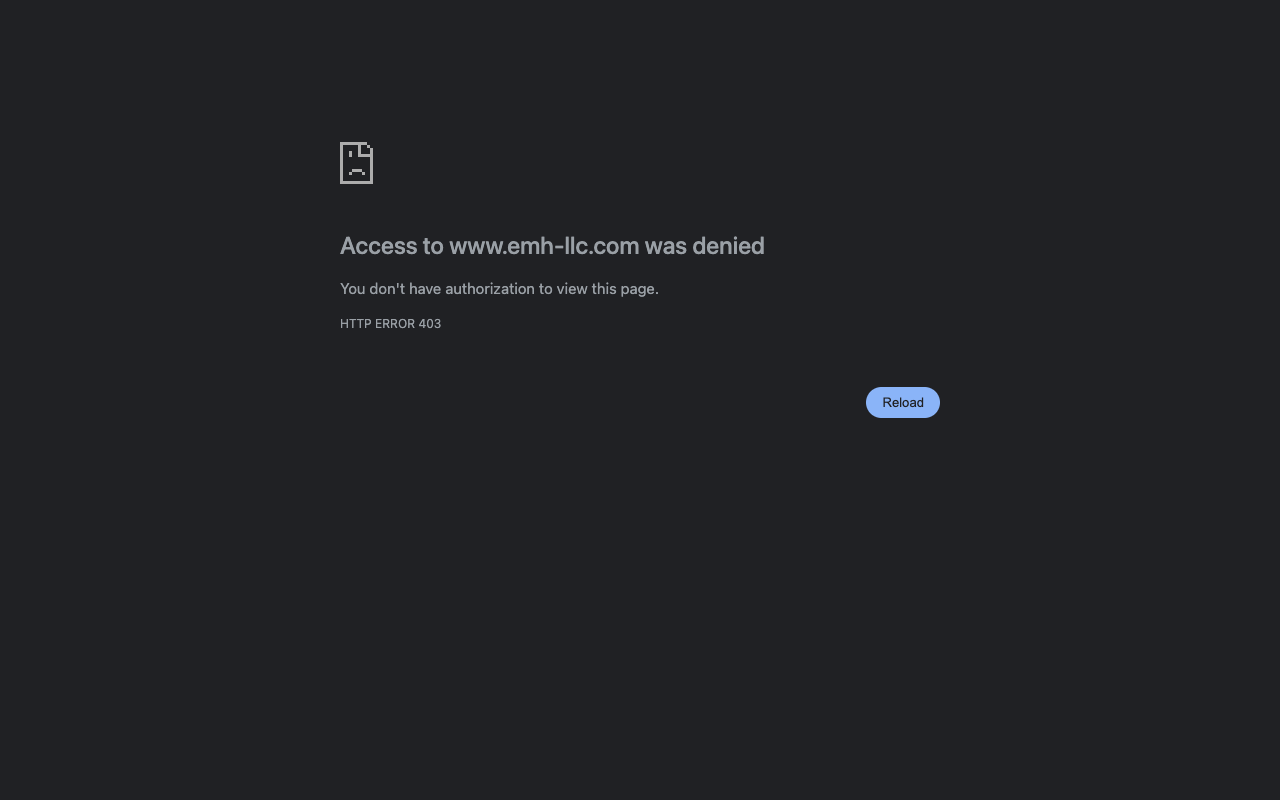 Access to www.emh-llc.com was denied
You don't have authorization to view this page.
HTTP ERROR 403
Reload